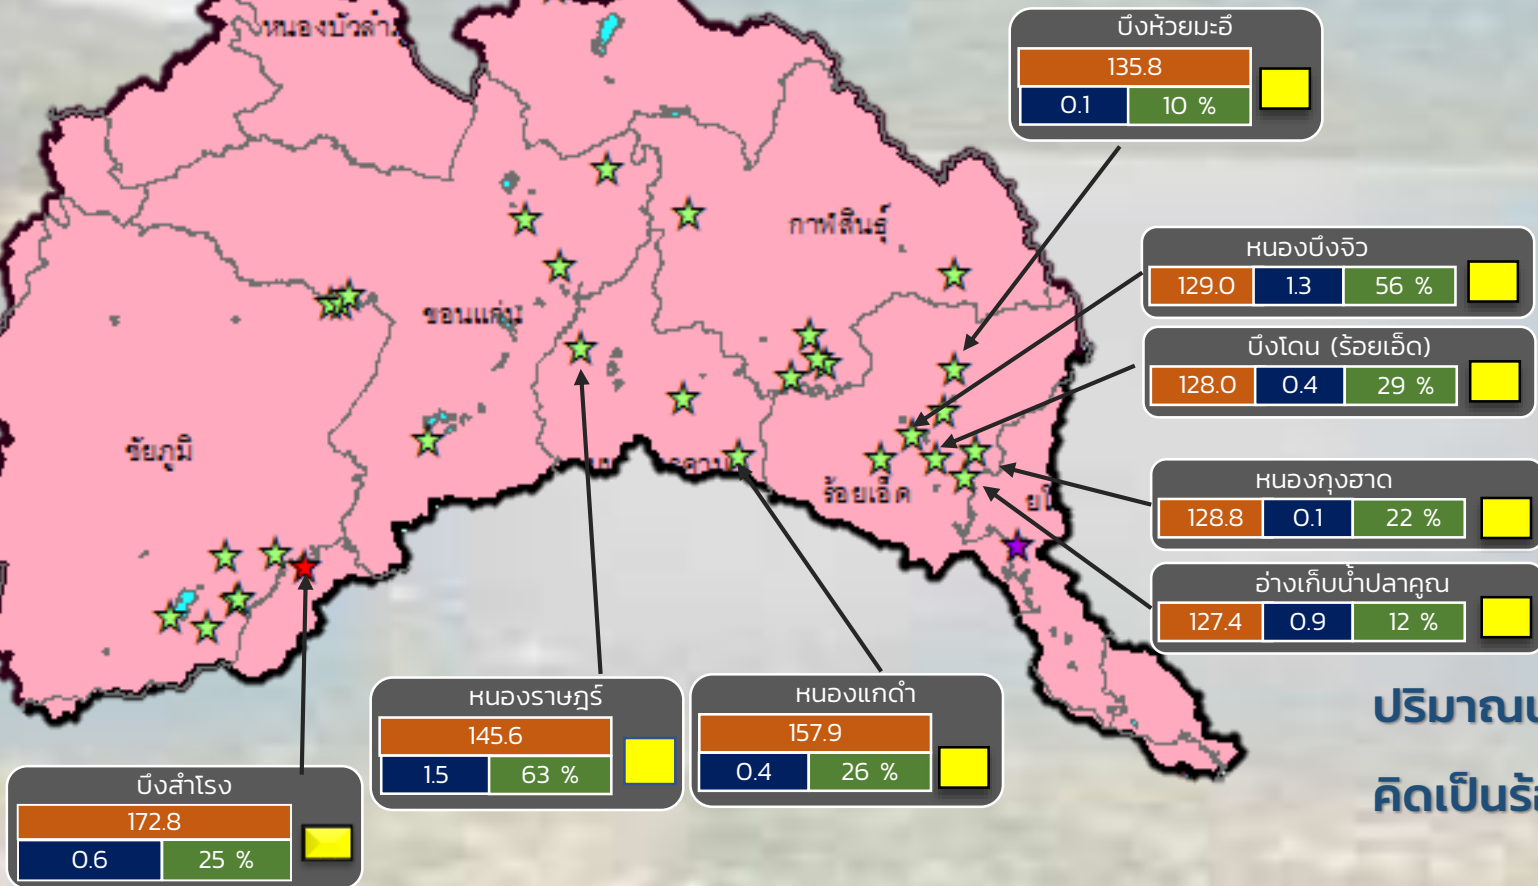 หนองบัวลำภู
บึงห้วยมะอึ
135.8
0.1 10 %
กาฬสินธุ์
หนองบึงจิว
129.0 1.3 56 %
ขอนแก่น
บึงโดน (ร้อยเอ็ด)
128.0 0.4 29 %
ชัยภูมิ
ร้อยเอ็ด
หนองกุงฮาด
128.8 0.1 22 %
อ่างเก็บน้ำปลาคูณ
127.4 0.9 12 %
หนองราษฎร์
145.6
1.5 63 %
หนองแกดำ
157.9
0.4 26 %
ปริมาณ
บึงสำโรง
172.8
0.6 25 %
คิดเป็นร้อ